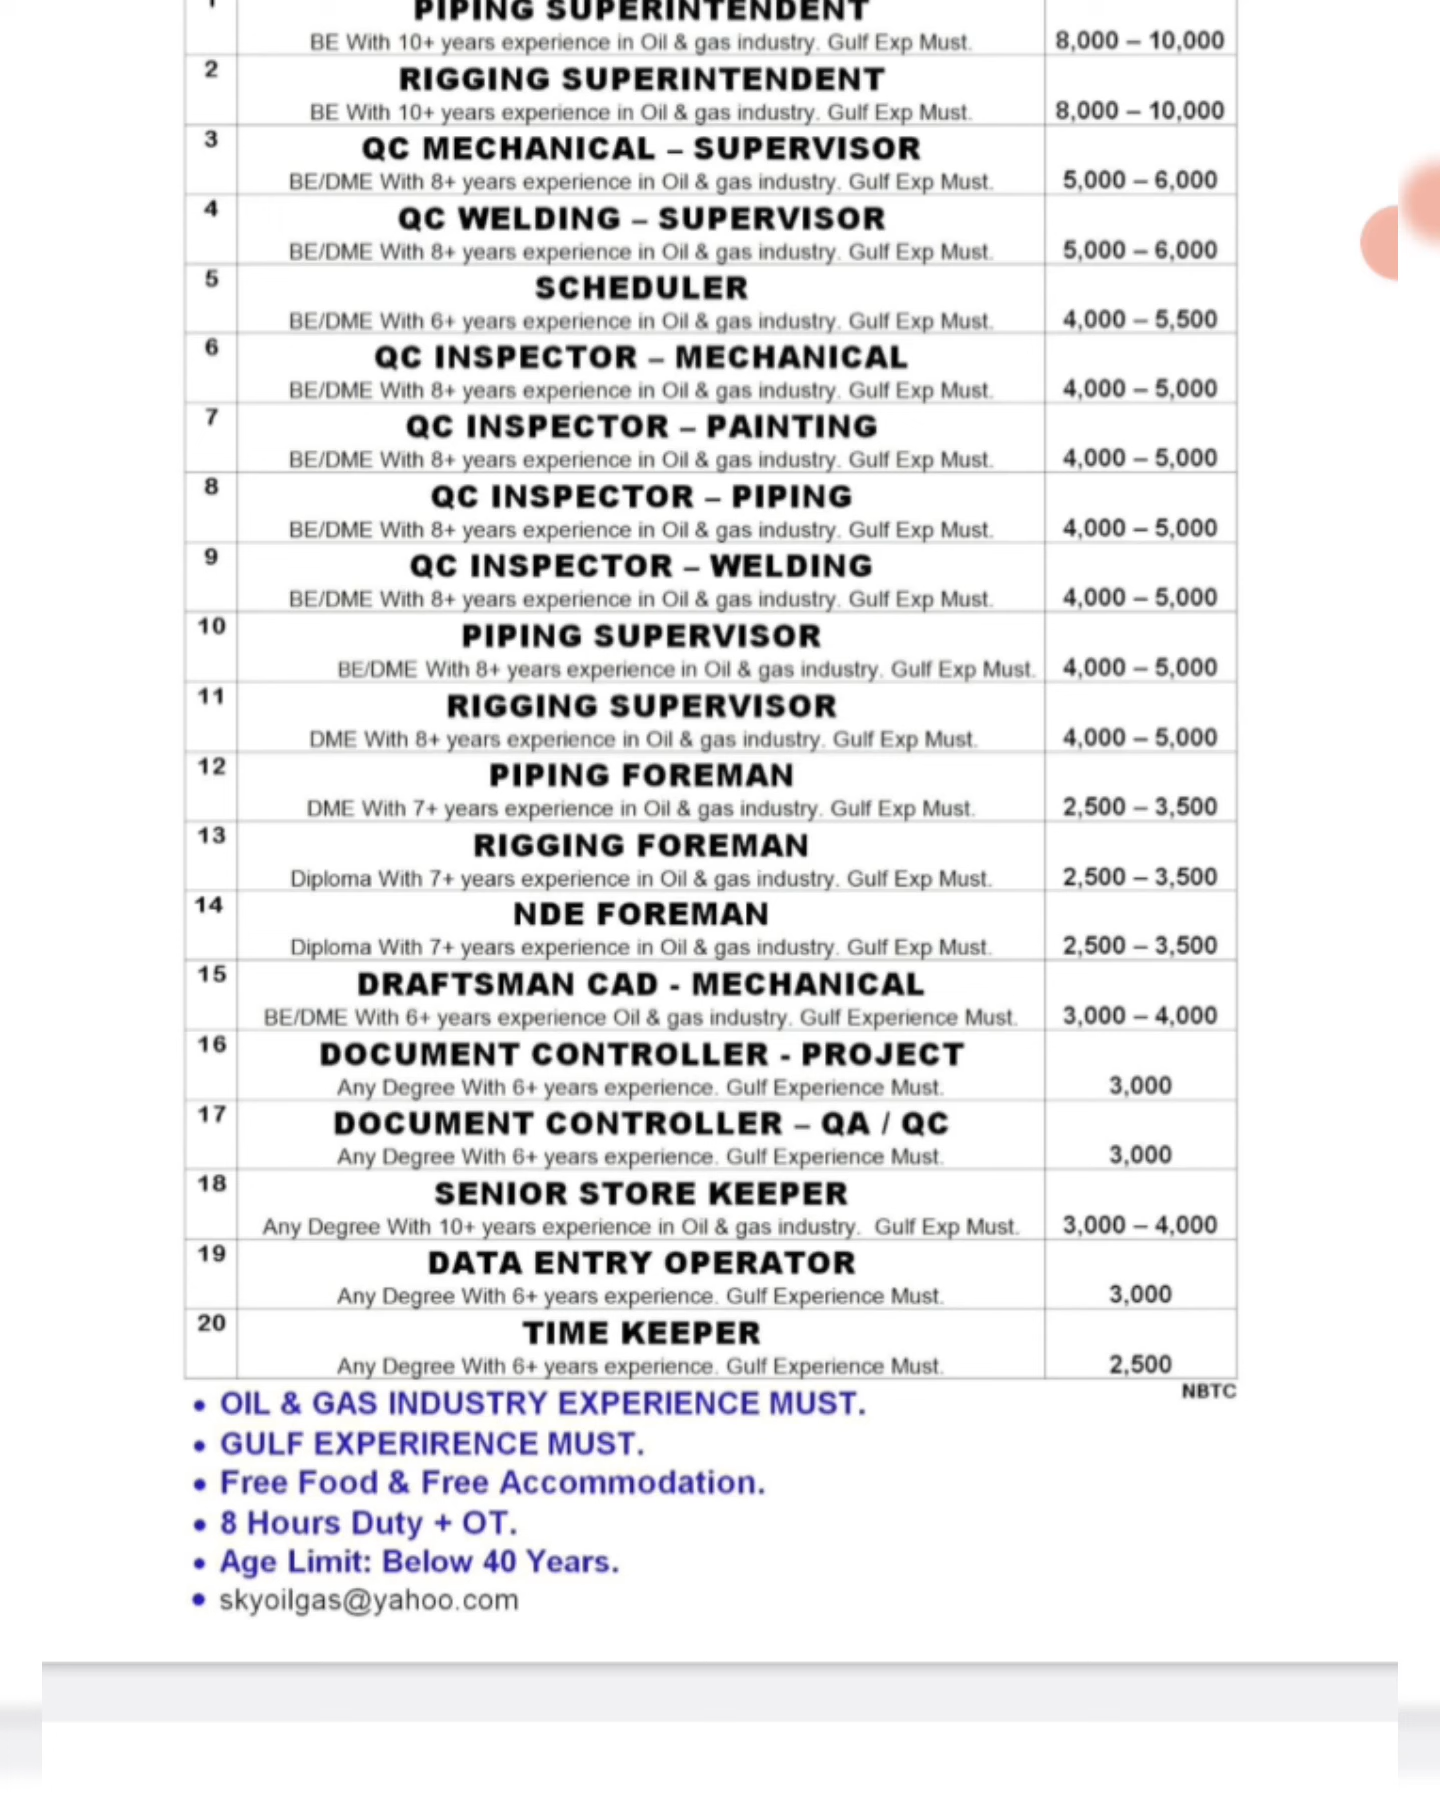 1
PIPING SUPERINTENDENT
BE With 10+ years experience in Oil & gas industry. Gulf Exp Must.
8,000 – 10,000
2
RIGGING SUPERINTENDENT
BE With 10+ years experience in Oil & gas industry. Gulf Exp Must.
8,000 – 10,000
3
QC MECHANICAL – SUPERVISOR
BE/DME With 8+ years experience in Oil & gas industry. Gulf Exp Must.
5,000 – 6,000
4
QC WELDING – SUPERVISOR
BE/DME With 8+ years experience in Oil & gas industry. Gulf Exp Must.
5,000 – 6,000
5
SCHEDULER
BE/DME With 6+ years experience in Oil & gas industry. Gulf Exp Must.
4,000 – 5,500
6
QC INSPECTOR – MECHANICAL
BE/DME With 8+ years experience in Oil & gas industry. Gulf Exp Must.
4,000 – 5,000
7
QC INSPECTOR – PAINTING
BE/DME With 8+ years experience in Oil & gas industry. Gulf Exp Must.
4,000 – 5,000
8
QC INSPECTOR – PIPING
BE/DME With 8+ years experience in Oil & gas industry. Gulf Exp Must.
4,000 – 5,000
9
QC INSPECTOR – WELDING
BE/DME With 8+ years experience in Oil & gas industry. Gulf Exp Must.
4,000 – 5,000
10
PIPING SUPERVISOR
BE/DME With 8+ years experience in Oil & gas industry. Gulf Exp Must.
4,000 – 5,000
11
RIGGING SUPERVISOR
DME With 8+ years experience in Oil & gas industry. Gulf Exp Must.
4,000 – 5,000
12
PIPING FOREMAN
DME With 7+ years experience in Oil & gas industry. Gulf Exp Must.
2,500 – 3,500
13
RIGGING FOREMAN
Diploma With 7+ years experience in Oil & gas industry. Gulf Exp Must.
2,500 – 3,500
14
NDE FOREMAN
Diploma With 7+ years experience in Oil & gas industry. Gulf Exp Must.
2,500 – 3,500
15
DRAFTSMAN CAD - MECHANICAL
BE/DME With 6+ years experience Oil & gas industry. Gulf Experience Must.
3,000 – 4,000
16
DOCUMENT CONTROLLER - PROJECT
Any Degree With 6+ years experience. Gulf Experience Must.
3,000
17
DOCUMENT CONTROLLER – QA / QC
Any Degree With 6+ years experience. Gulf Experience Must.
3,000
18
SENIOR STORE KEEPER
Any Degree With 10+ years experience in Oil & gas industry. Gulf Exp Must.
3,000 – 4,000
19
DATA ENTRY OPERATOR
Any Degree With 6+ years experience. Gulf Experience Must.
3,000
20
TIME KEEPER
Any Degree With 6+ years experience. Gulf Experience Must.
2,500
NBTC
• OIL & GAS INDUSTRY EXPERIENCE MUST.
• GULF EXPERIRENCE MUST.
• Free Food & Free Accommodation.
• 8 Hours Duty + OT.
• Age Limit: Below 40 Years.
• skyoilgas@yahoo.com